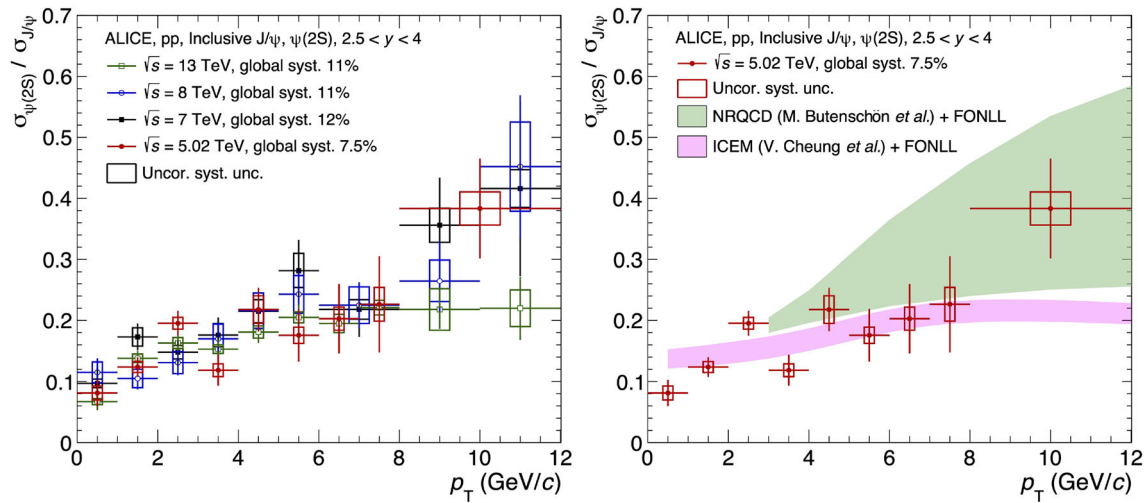 σψ(2S) / σJ/ψ
0.7
0.6
0.5
0.4
0.3
0.2
0.1
0
ALICE, pp, Inclusive J/ψ, ψ(2S), 2.5 < y < 4
√s = 13 TeV, global syst. 11%
√s = 8 TeV, global syst. 11%
√s = 7 TeV, global syst. 12%
√s = 5.02 TeV, global syst. 7.5%
Uncor. syst. unc.
0 2 4 6 8 10 12
pT (GeV/c)
σψ(2S) / σJ/ψ
0.7
0.6
0.5
0.4
0.3
0.2
0.1
0
ALICE, pp, Inclusive J/ψ, ψ(2S), 2.5 < y < 4
√s = 5.02 TeV, global syst. 7.5%
Uncor. syst. unc.
NRQCD (M. Butenschön et al.) + FONLL
ICEM (V. Cheung et al.) + FONLL
0 2 4 6 8 10 12
pT (GeV/c)